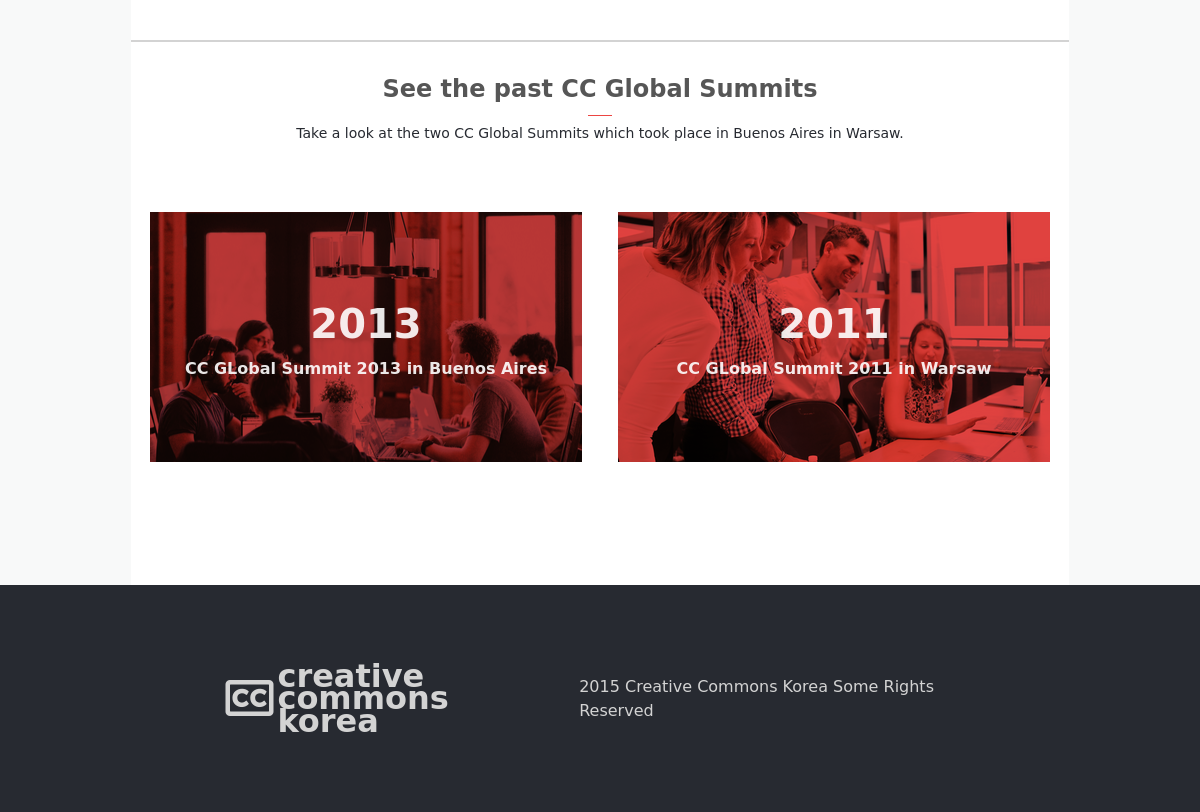 See the past CC Global Summits
Take a look at the two CC Global Summits which took place in Buenos Aires in Warsaw.
2013
CC GLobal Summit 2013 in Buenos Aires
2011
CC GLobal Summit 2011 in Warsaw
CC
creative
commons
korea
2015 Creative Commons Korea Some Rights
Reserved